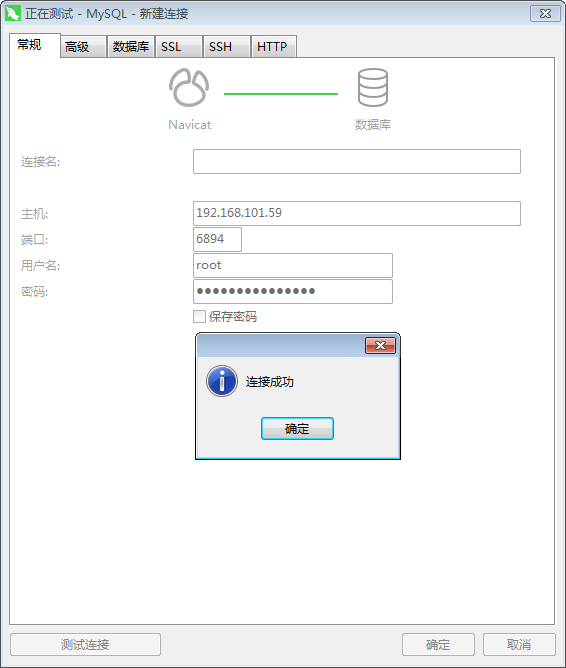 正在测试 - MySQL - 新建连接
常规 高级 数据库 SSL SSH HTTP
Navicat 数据库
连接名:
主机: 192.168.101.59
端口: 6894
用户名: root
密码: ●●●●●●●●●●●●●●●
保存密码
连接成功
确定
测试连接 确定 取消